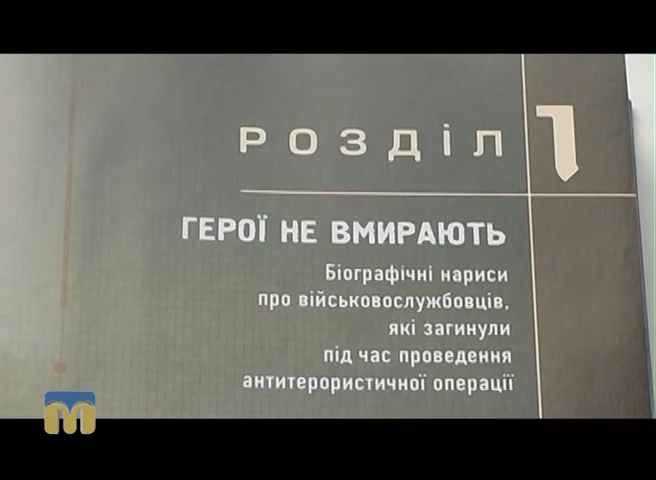 РОЗДІЛ 1
ГЕРОЇ НЕ ВМИРАЮТЬ
Біографічні нариси
про військовослужбовців,
які загинули
під час проведення
антитерористичної операції